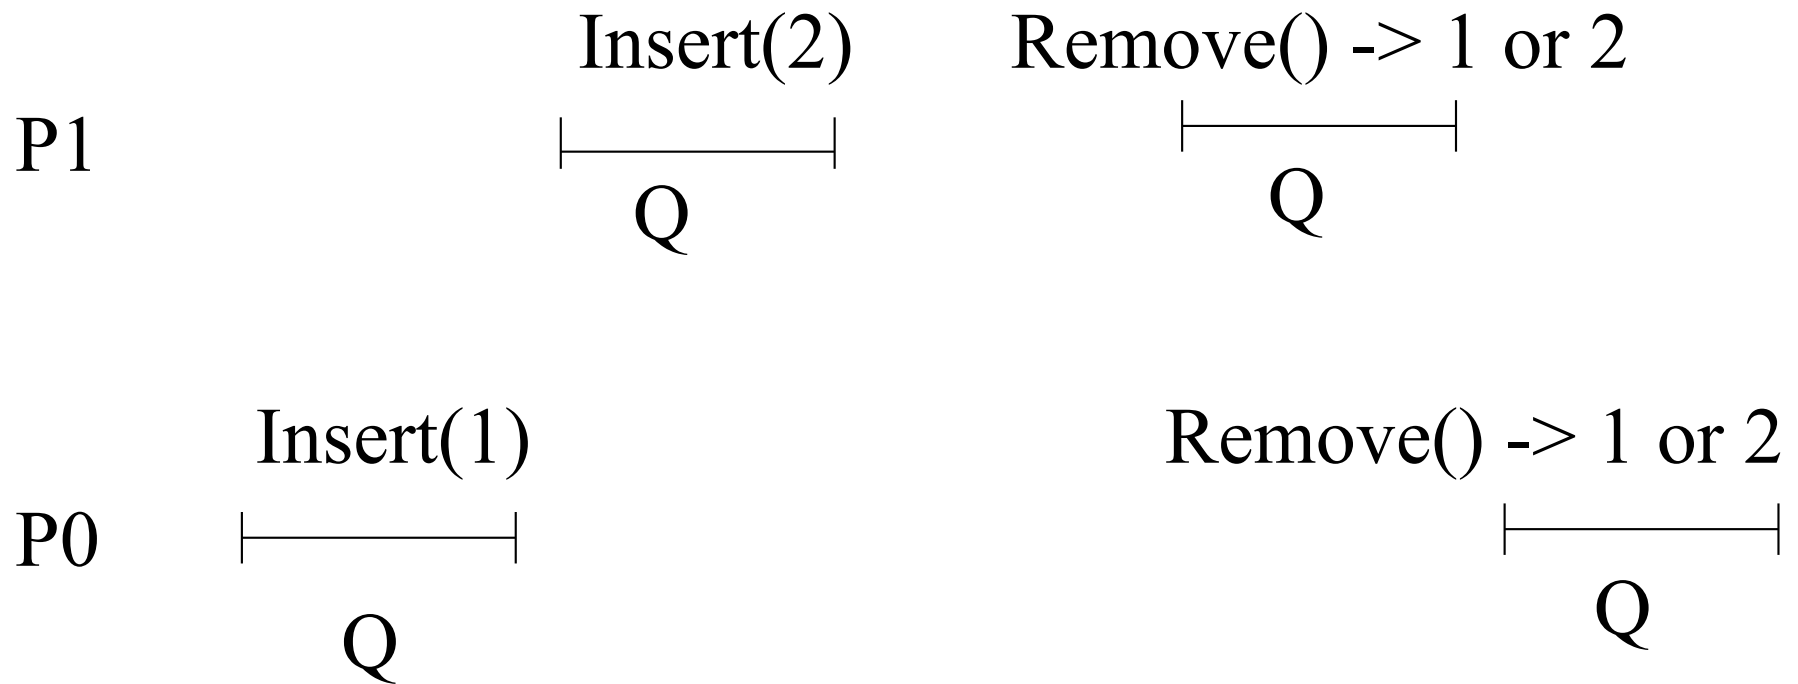 Insert(2) Remove() -> 1 or 2
P1
Q Q
Insert(1) Remove() -> 1 or 2
P0
Q Q